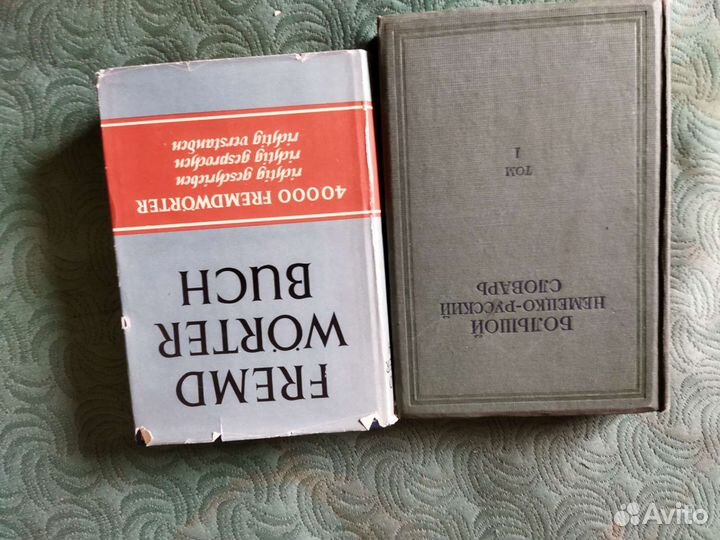 FREMD
WÖRTER
BUCH
40000 FREMDWÖRTER
richtig geschrieben
richtig gesprochen
richtig verstanden
БОЛЬШОЙ
НЕМЕЦКО-РУССКИЙ
СЛОВАРЬ
ТОМ
I
Avito